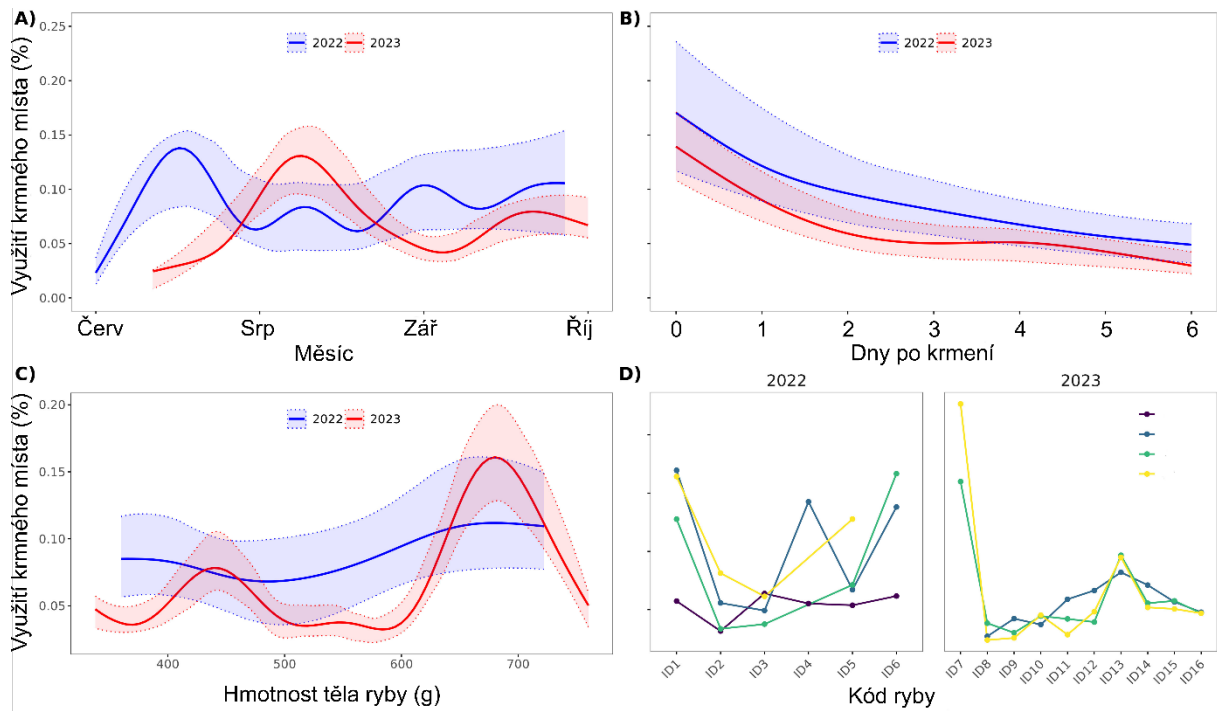 A)
Využití krmného místa (%)
0.25
0.20
0.15
0.10
0.05
0.00
2022 2023
Červ Srp Zář Říj
Měsíc
B)
2022 2023
0 1 2 3 4 5 6
Dny po krmení
C)
Využití krmného místa (%)
0.20
0.15
0.10
0.05
2022 2023
400 500 600 700
Hmotnost těla ryby (g)
D)
2022 2023
ID1 ID2 ID3 ID4 ID5 ID6 ID7 ID8 ID9 ID10 ID11 ID12 ID13 ID14 ID15 ID16
Kód ryby